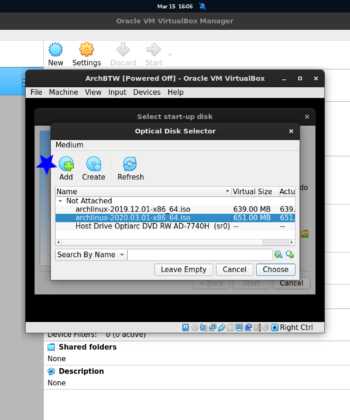 Mar 15 16:06
Oracle VM VirtualBox Manager
New Settings Discard Start
ArchBTW [Powered Off] - Oracle VM VirtualBox
File Machine View Input Devices Help
Select start-up disk
Optical Disk Selector
Medium
Add Create Refresh
Name Virtual Size Actu
Not Attached
archlinux-2019.12.01-x86_64.iso 639.00 MB 639.
archlinux-2020.03.01-x86_64.iso 651.00 MB 651
Host Drive Optiarc DVD RW AD-7740H (sr0) -- --
Search By Name
Leave Empty Cancel Choose
< Back Start Cancel
Right Ctrl
Device Filters: 0 (0 active)
Shared folders
None
Description
None